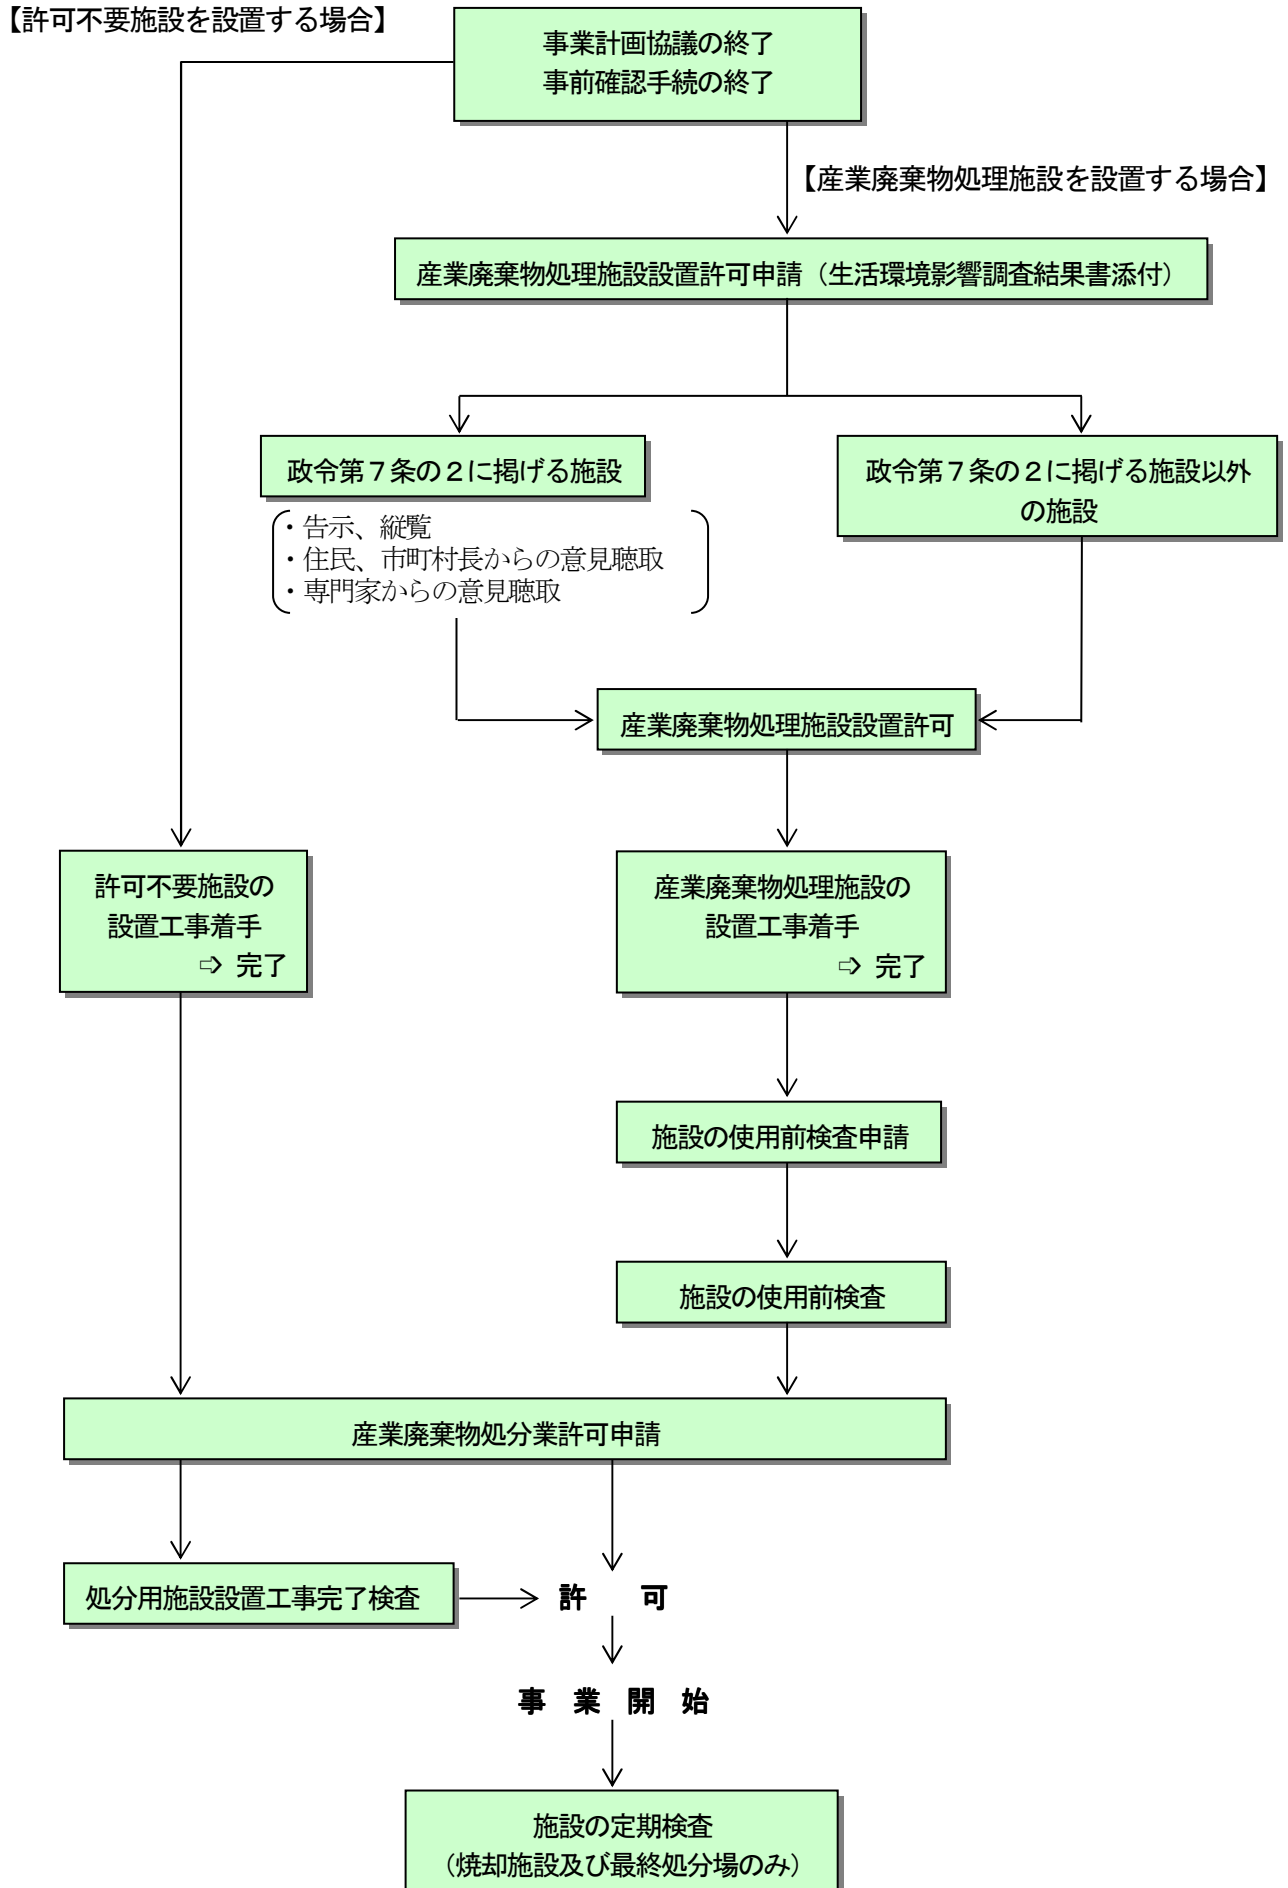 【許可不要施設を設置する場合】
事業計画協議の終了
事前確認手続の終了
【産業廃棄物処理施設を設置する場合】
産業廃棄物処理施設設置許可申請（生活環境影響調査結果書添付）
政令第７条の２に掲げる施設
・告示、縦覧
・住民、市町村長からの意見聴取
・専門家からの意見聴取
政令第７条の２に掲げる施設以外
の施設
産業廃棄物処理施設設置許可
許可不要施設の
設置工事着手
⇨ 完了
産業廃棄物処理施設の
設置工事着手
⇨ 完了
施設の使用前検査申請
施設の使用前検査
産業廃棄物処分業許可申請
処分用施設設置工事完了検査
許　可
事　業　開　始
施設の定期検査
（焼却施設及び最終処分場のみ）